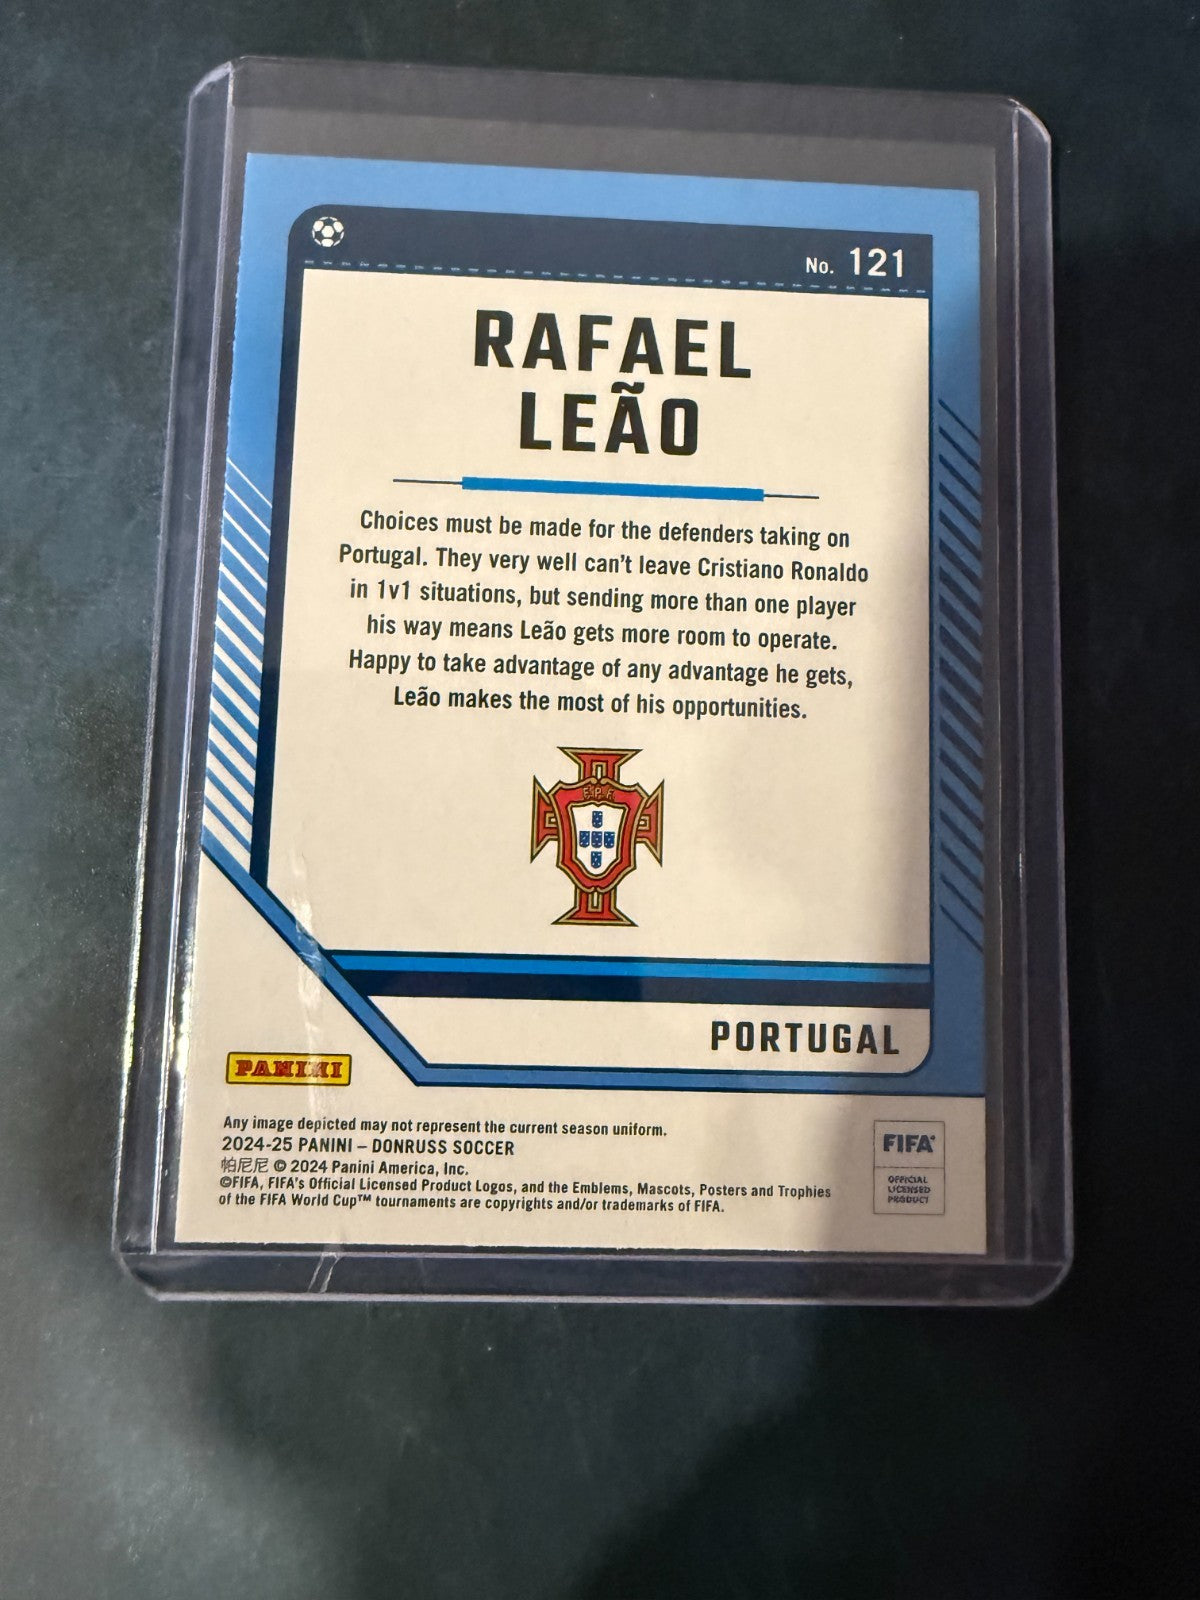 No. 121
RAFAEL
LEÃO
Choices must be made for the defenders taking on
Portugal. They very well can't leave Cristiano Ronaldo
in 1v1 situations, but sending more than one player
his way means Leão gets more room to operate.
Happy to take advantage of any advantage he gets,
Leão makes the most of his opportunities.
F.P.F.
PORTUGAL
PANINI
Any image depicted may not represent the current season uniform.
2024-25 PANINI – DONRUSS SOCCER
帕尼尼 © 2024 Panini America, Inc.
©FIFA, FIFA's Official Licensed Product Logos, and the Emblems, Mascots, Posters and Trophies
of the FIFA World Cup™ tournaments are copyrights and/or trademarks of FIFA.
FIFA®
OFFICIAL
LICENSED
PRODUCT